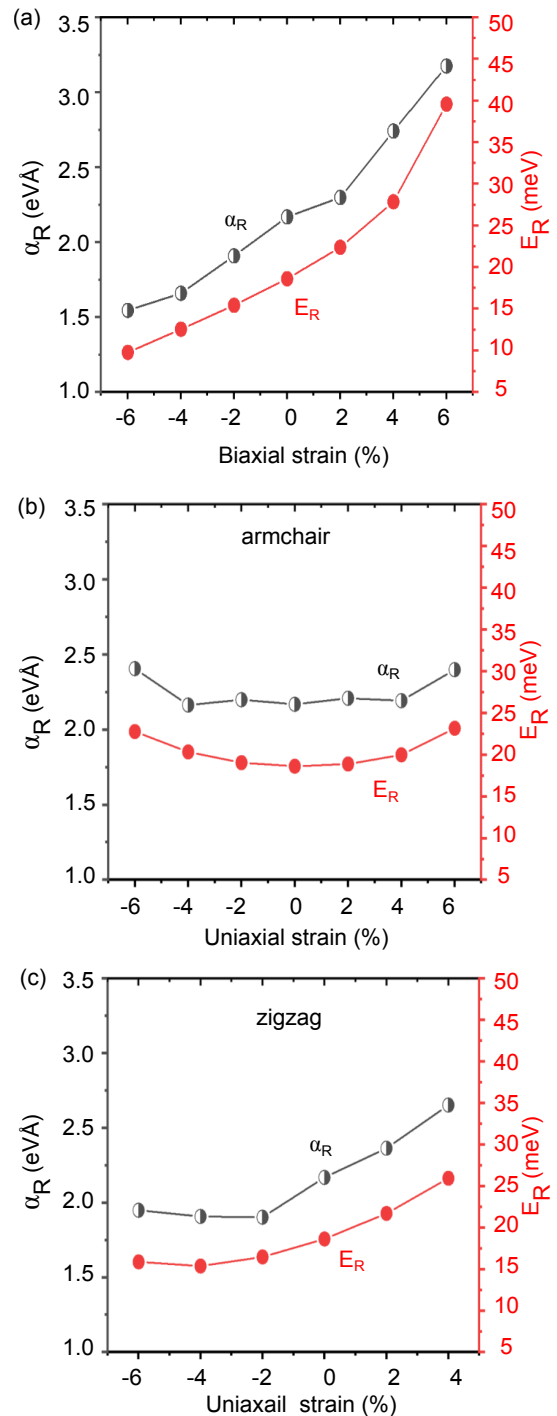 (a)
3.5
3.0
2.5
2.0
1.5
1.0
αR (eVÅ)
50
45
40
35
30
25
20
15
10
5
ER (meV)
αR
ER
-6 -4 -2 0 2 4 6
Biaxial strain (%)
(b)
3.5
3.0
2.5
2.0
1.5
1.0
αR (eVÅ)
50
45
40
35
30
25
20
15
10
5
ER (meV)
armchair
αR
ER
-6 -4 -2 0 2 4 6
Uniaxial strain (%)
(c)
3.5
3.0
2.5
2.0
1.5
1.0
αR (eVÅ)
50
45
40
35
30
25
20
15
10
5
ER (meV)
zigzag
αR
ER
-6 -4 -2 0 2 4
Uniaxail strain (%)